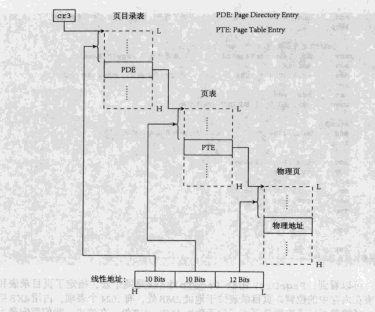 cr3
页目录表
PDE: Page Directory Entry
L
PTE: Page Table Entry
PDE
页表
H
L
PTE
物理页
H
L
物理地址
H
线性地址:
10 Bits
10 Bits
12 Bits
H
L